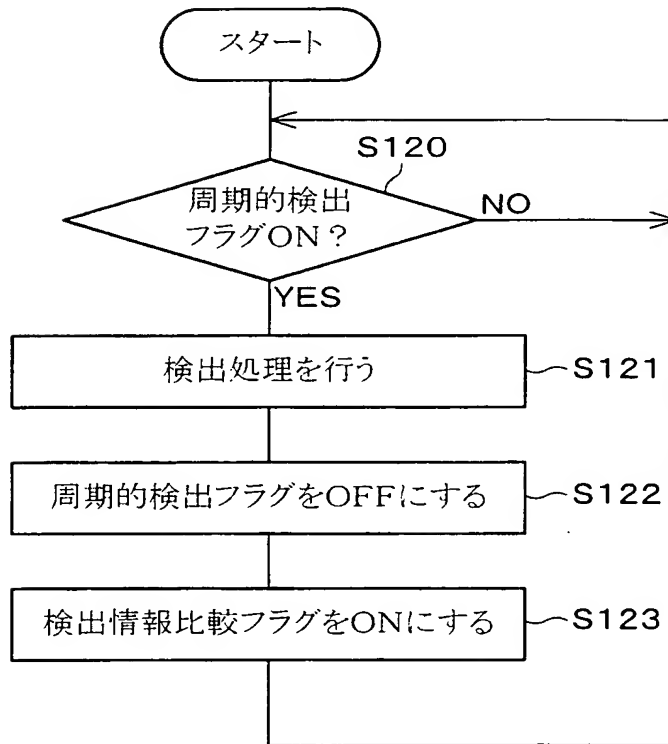 スタート
S120
周期的検出
フラグON？
NO
YES
検出処理を行う
S121
周期的検出フラグをOFFにする
S122
検出情報比較フラグをONにする
S123